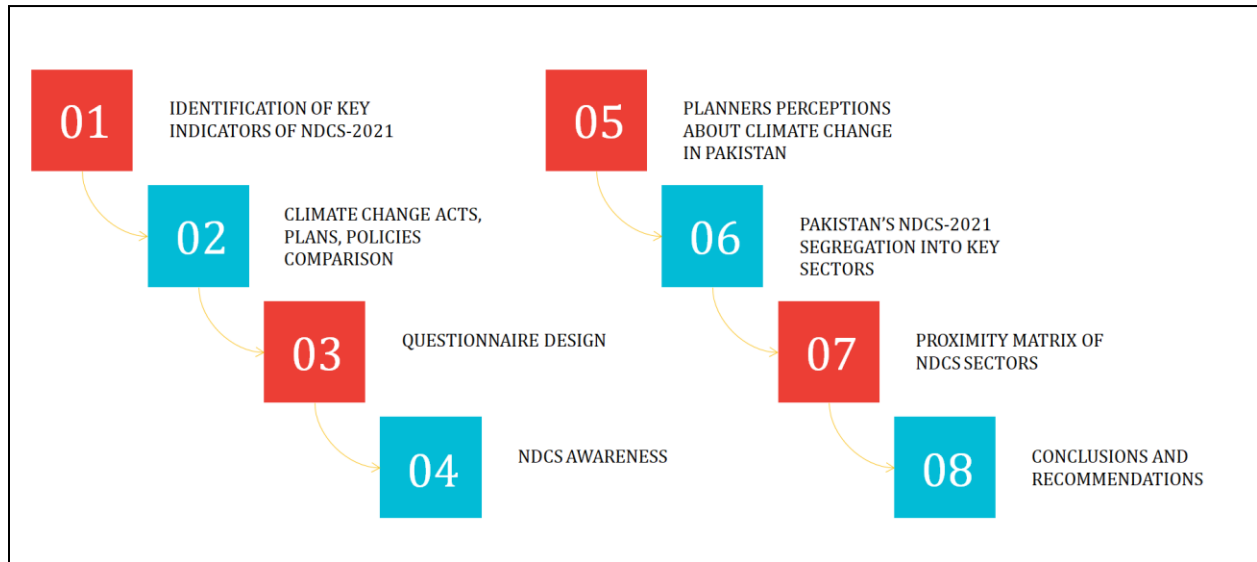 01
IDENTIFICATION OF KEY
INDICATORS OF NDCS-2021
02
CLIMATE CHANGE ACTS,
PLANS, POLICIES
COMPARISON
03
QUESTIONNAIRE DESIGN
04
NDCS AWARENESS
05
PLANNERS PERCEPTIONS
ABOUT CLIMATE CHANGE
IN PAKISTAN
06
PAKISTAN'S NDCS-2021
SEGREGATION INTO KEY
SECTORS
07
PROXIMITY MATRIX OF
NDCS SECTORS
08
CONCLUSIONS AND
RECOMMENDATIONS